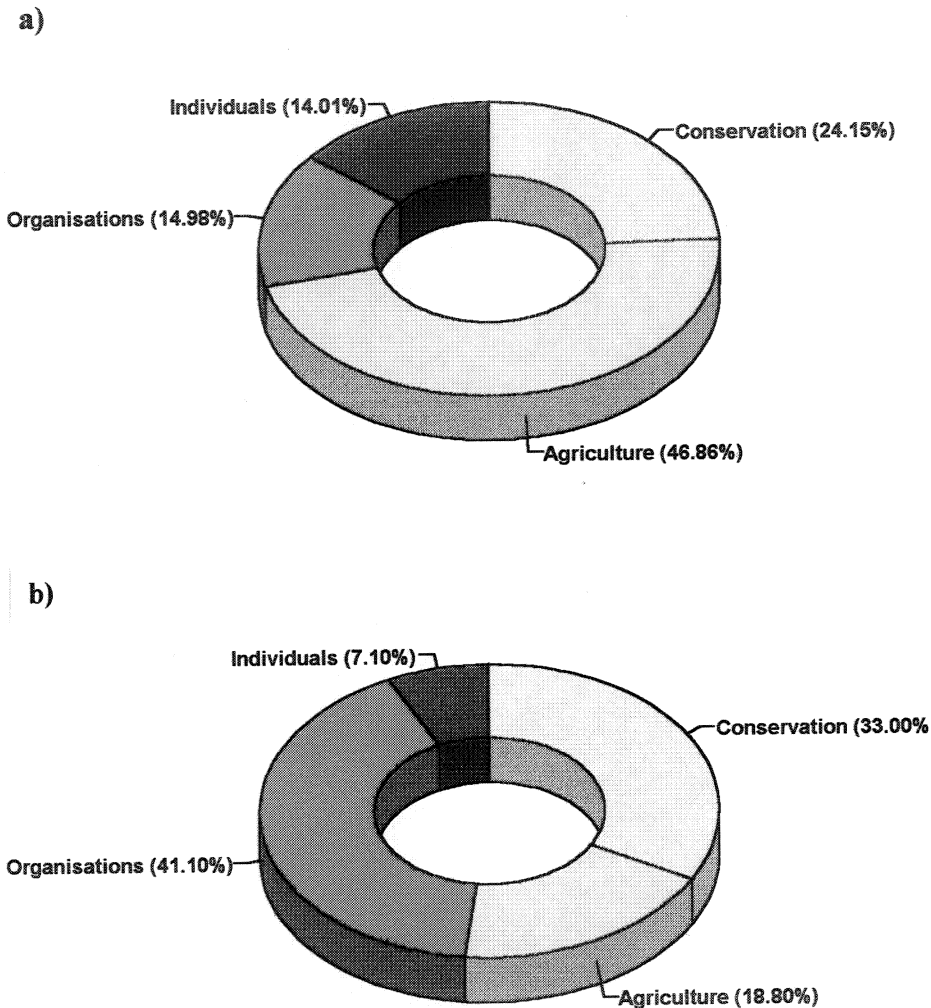 a)
Individuals (14.01%)
Conservation (24.15%)
Organisations (14.98%)
Agriculture (46.86%)
b)
Individuals (7.10%)
Conservation (33.00%
Organisations (41.10%)
Agriculture (18.80%)